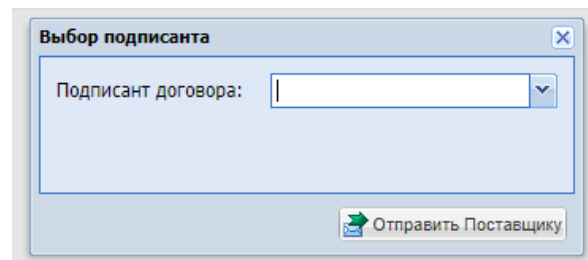 Выбор подписанта
Подписант договора:
Отправить Поставщику